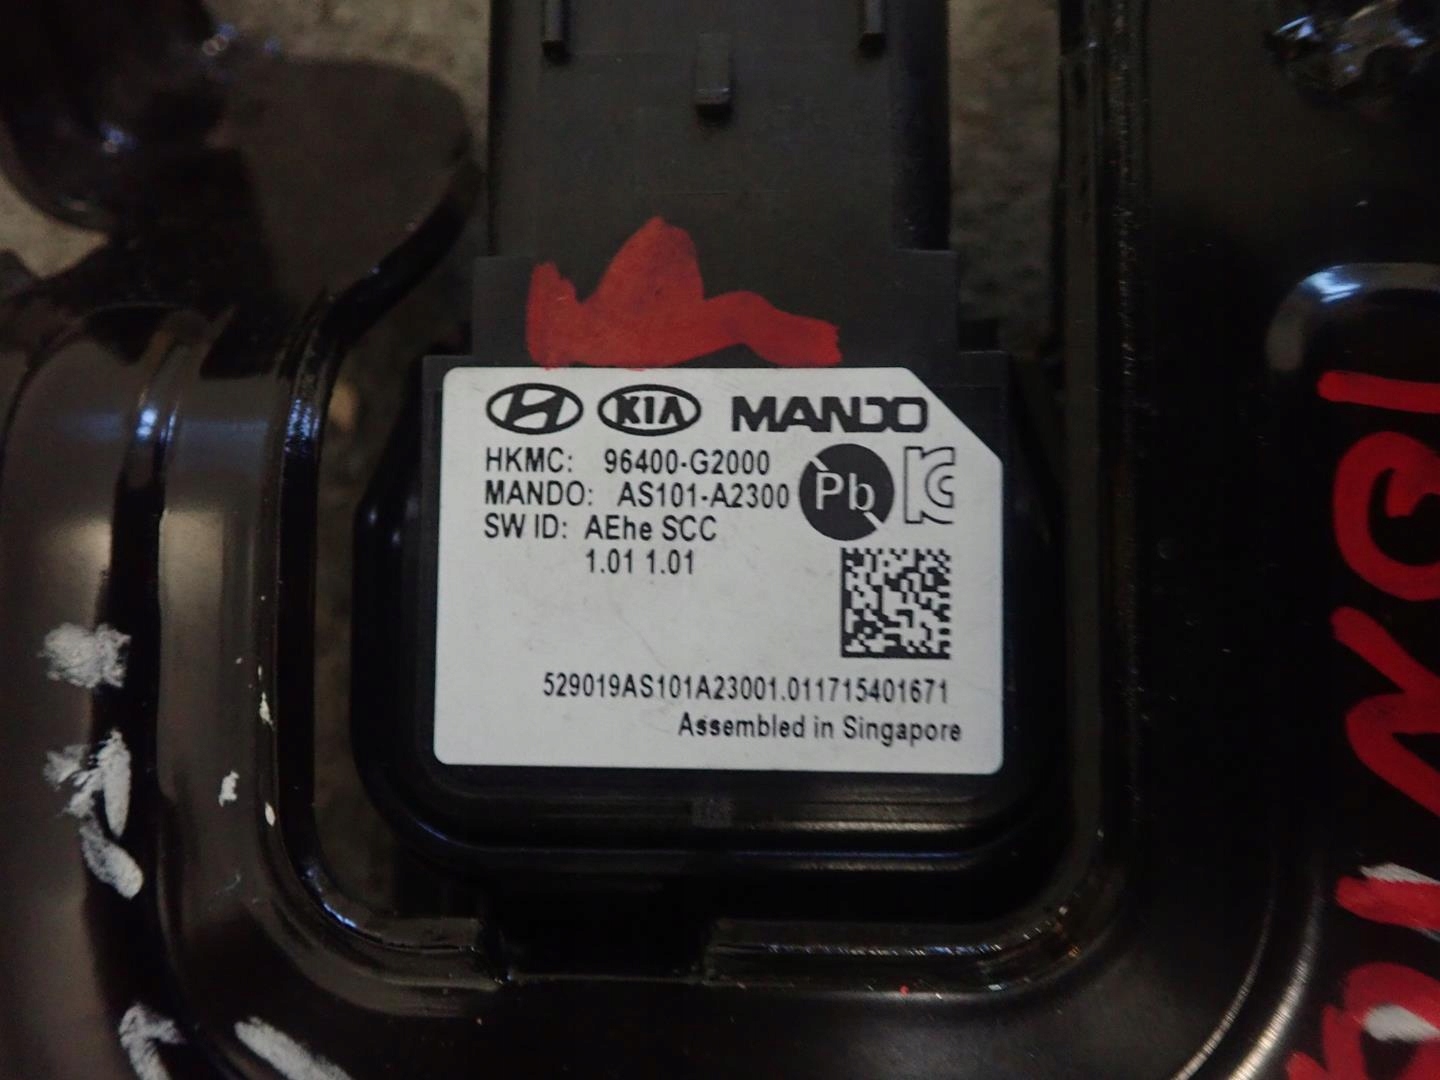 KIA MANDO
HKMC: 96400-G2000
MANDO: AS101-A2300
Pb
SW ID: AEhe SCC
1.01 1.01
529019AS101A23001.011715401671
Assembled in Singapore